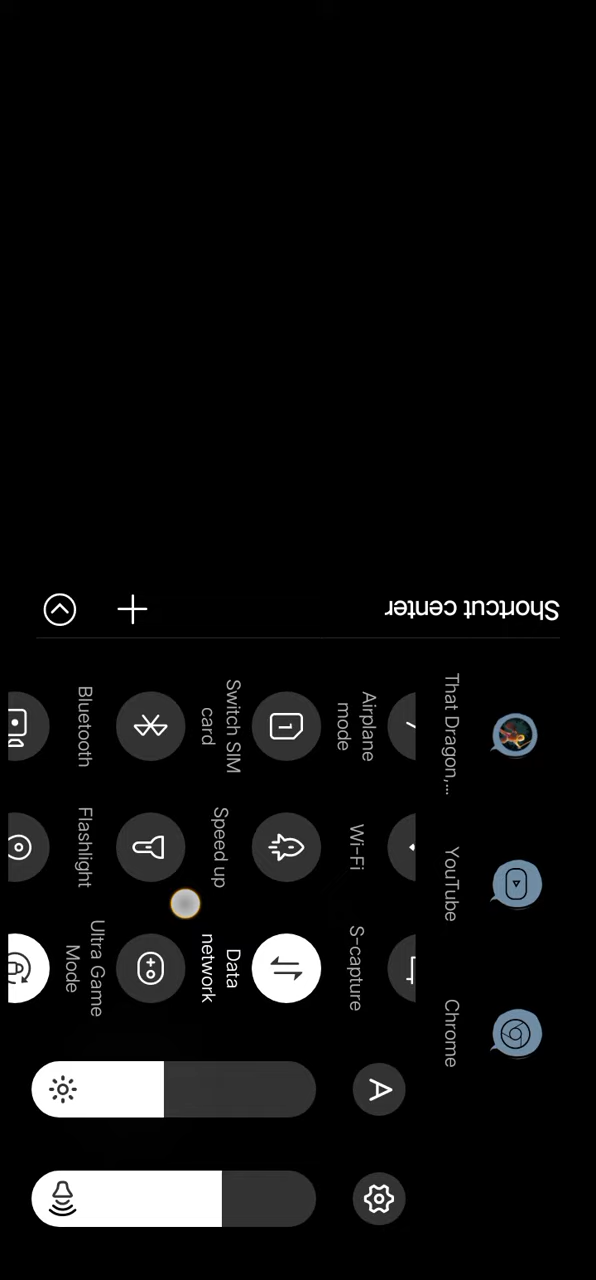 Shortcut center
That Dragon,...
YouTube
Chrome
Airplane
mode
Wi-Fi
S-capture
Switch SIM
card
1
Speed up
Data
network
Bluetooth
Flashlight
Ultra Game
Mode
A